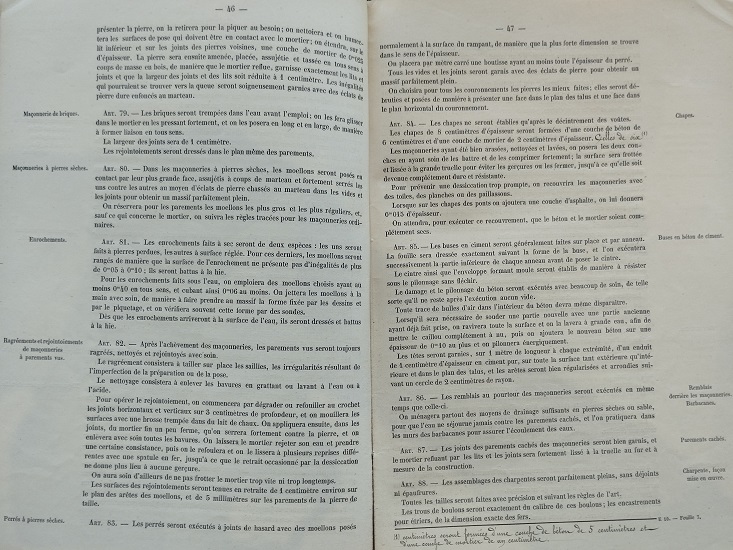 — 46 —
présenter la pierre, on la retirera pour la piquer au besoin; on nettoiera et on humec-
tera les surfaces de pose qui doivent être en contact avec le mortier; on étendra, sur le
lit inférieur et sur les joints des pierres voisines, une couche de mortier de 0m015
d'épaisseur. La pierre sera ensuite amenée, placée, assujétie et tassée en tous sens à
coups de masse en bois, de manière que le mortier reflue, garnisse exactement les lits et
joints et que la largeur des joints et des lits soit réduite à 1 centimètre. Les inégalités
qui pourraient se trouver vers la queue seront soigneusement garnies avec des éclats de
pierre dure enfoncés au marteau.
Maçonnerie de briques.
ART. 79. — Les briques seront trempées dans l'eau avant l'emploi; on les fera glisser
dans le mortier en les pressant fortement, et on les posera en long et en large, de manière
à former liaison en tous sens.
La largeur des joints sera de 1 centimètre.
Les rejointoiements seront dressés dans le plan même des parements.
Maçonneries à pierres sèches.
ART. 80. — Dans les maçonneries à pierres sèches, les moellons seront posés en
contact par leur plus grande face, assujétis à coups de marteau et fortement serrés les
uns contre les autres au moyen d'éclats de pierre chassés au marteau dans les vides et
les joints pour obtenir un massif parfaitement plein.
On réservera pour les parements les moellons les plus gros et les plus réguliers, et,
sauf ce qui concerne le mortier, on suivra les règles tracées pour les maçonneries ordi-
naires.
Enrochements.
ART. 81. — Les enrochements faits à sec seront de deux espèces : les uns seront
faits à pierres perdues, les autres à surface réglée. Pour ces derniers, les moellons seront
rangés de manière que la surface de l'enrochement ne présente pas d'inégalités de plus
de 0m05 à 0m10; ils seront battus à la hie.
Pour les enrochements faits sous l'eau, on emploiera des moellons choisis ayant au
moins 0m40 en tous sens, et cubant ainsi 0m06 au moins. On jettera les moellons à la
main avec soin, de manière à faire prendre au massif la forme fixée par les dessins et
par le piquetage, et on vérifiera souvent cette forme par des sondes.
Dès que les enrochements arriveront à la surface de l'eau, ils seront dressés et battus
à la hie.
Ragréements et rejointoiements
de maçonneries
à parements vus.
ART. 82. — Après l'achèvement des maçonneries, les parements vus seront toujours
ragréés, nettoyés et rejointoyés avec soin.
Le ragréement consistera à tailler sur place les saillies, les irrégularités résultant de
l'imperfection de la préparation ou de la pose.
Le nettoyage consistera à enlever les bavures en grattant ou lavant à l'eau ou à
l'acide.
Pour opérer le rejointoiement, on commencera par dégrader ou refouiller au crochet
les joints horizontaux et verticaux sur 3 centimètres de profondeur, et on mouillera les
surfaces avec une brosse trempée dans du lait de chaux. On appliquera ensuite, dans les
joints, du mortier fin un peu ferme, qu'on serrera fortement contre la pierre, et on
enlèvera avec soin toutes les bavures. On laissera le mortier rejeter son eau et prendre
une certaine consistance, puis on le refoulera et on le lissera à plusieurs reprises diffé-
rentes avec une spatule en fer, jusqu'à ce que le retrait occasionné par la dessiccation
ne donne plus lieu à aucune gerçure.
On aura soin d'ailleurs de ne pas frotter le mortier trop vite ni trop longtemps.
Les surfaces des rejointoiements seront tenues en retraite de 1 centimètre environ sur
le plan des arêtes des moellons, et de 5 millimètres sur les parements de la pierre de
taille.
Perrés à pierres sèches.
ART. 83. — Les perrés seront exécutés à joints de hasard avec des moellons posés
— 47 —
normalement à la surface du rampant, de manière que la plus forte dimension se trouve
dans le sens de l'épaisseur.
On placera par mètre carré une boutisse ayant au moins toute l'épaisseur du perré.
Tous les vides et les joints seront garnis avec des éclats de pierre pour obtenir un
massif parfaitement plein.
On choisira pour tous les couronnements les pierres les mieux faites; elles seront dé-
bruties et posées de manière à présenter une face dans le plan des talus et une face dans
le plan horizontal du couronnement.
Chapes.
ART. 84. — Les chapes ne seront établies qu'après le décintrement des voûtes.
Les chapes de 8 centimètres d'épaisseur seront formées d'une couche de béton de
6 centimètres et d'une couche de mortier de 2 centimètres d'épaisseur. Celles de six (1)
Les maçonneries ayant été bien arasées, nettoyées et lavées, on posera les deux cou-
ches en ayant soin de les battre et de les comprimer fortement; la surface sera frottée
et lissée à la grande truelle pour éviter les gerçures ou les fermer, jusqu'à ce qu'elle soit
devenue complètement dure et résistante.
Pour prévenir une dessiccation trop prompte, on recouvrira les maçonneries avec
des toiles, des planches ou des paillassons.
Lorsque sur les chapes des ponts on ajoutera une couche d'asphalte, on lui donnera
0m015 d'épaisseur.
On attendra, pour exécuter ce recouvrement, que le béton et le mortier soient com-
plètement secs.
Buses en béton de ciment.
ART. 85. — Les buses en ciment seront généralement faites sur place et par anneau.
La fouille sera dressée exactement suivant la forme de la buse, et l'on exécutera
successivement la partie inférieure de chaque anneau avant de poser le cintre.
Le cintre ainsi que l'enveloppe formant moule seront établis de manière à résister
sous le pilonnage sans fléchir.
Le damage et le pilonnage du béton seront exécutés avec beaucoup de soin, de telle
sorte qu'il ne reste après l'exécution aucun vide.
Toute trace de bulles d'air dans l'intérieur du béton devra même disparaître.
Lorsqu'il sera nécessaire de souder une partie nouvelle avec une partie ancienne
ayant déjà fait prise, on ravivera toute la surface et on la lavera à grande eau, afin de
mettre le caillou complètement à nu, puis on ajoutera le nouveau béton sur une
épaisseur de 0m10 au plus et on pilonnera énergiquement.
Les têtes seront garnies, sur 1 mètre de longueur à chaque extrémité, d'un enduit
de 1 centimètre d'épaisseur en ciment pur, sur toute la surface tant extérieure qu'inté-
rieure et dans le plan des talus, et les arêtes seront bien régularisées et arrondies sui-
vant un cercle de 2 centimètres de rayon.
Remblais
derrière les maçonneries.
Barbacanes.
ART. 86. — Les remblais au pourtour des maçonneries seront exécutés en même
temps que celle-ci.
On ménagera partout des moyens de drainage suffisants en pierres sèches ou sable,
pour que l'eau ne séjourne jamais contre les parements cachés, et l'on pratiquera dans
les murs des barbacanes pour assurer l'écoulement des eaux.
Parements cachés.
ART. 87. — Les joints des parements cachés des maçonneries seront bien garnis, et
le mortier refluant par les lits et les joints sera fortement lissé à la truelle au fur et à
mesure de la construction.
Charpente, façon
mise en œuvre.
ART. 88. — Les assemblages des charpentes seront parfaitement pleins, sans déjoints
ni épaufrures.
Toutes les tailles seront faites avec précision et suivant les règles de l'art.
Les trous de boulons seront exactement du calibre de ces boulons; les encastrements
pour étriers, de la dimension exacte des fers.
E 10. — Feuille 7.
(1) centimètres seront formées d'une couche de béton de 5 centimètres et
d'une couche de mortier de un centimètre.